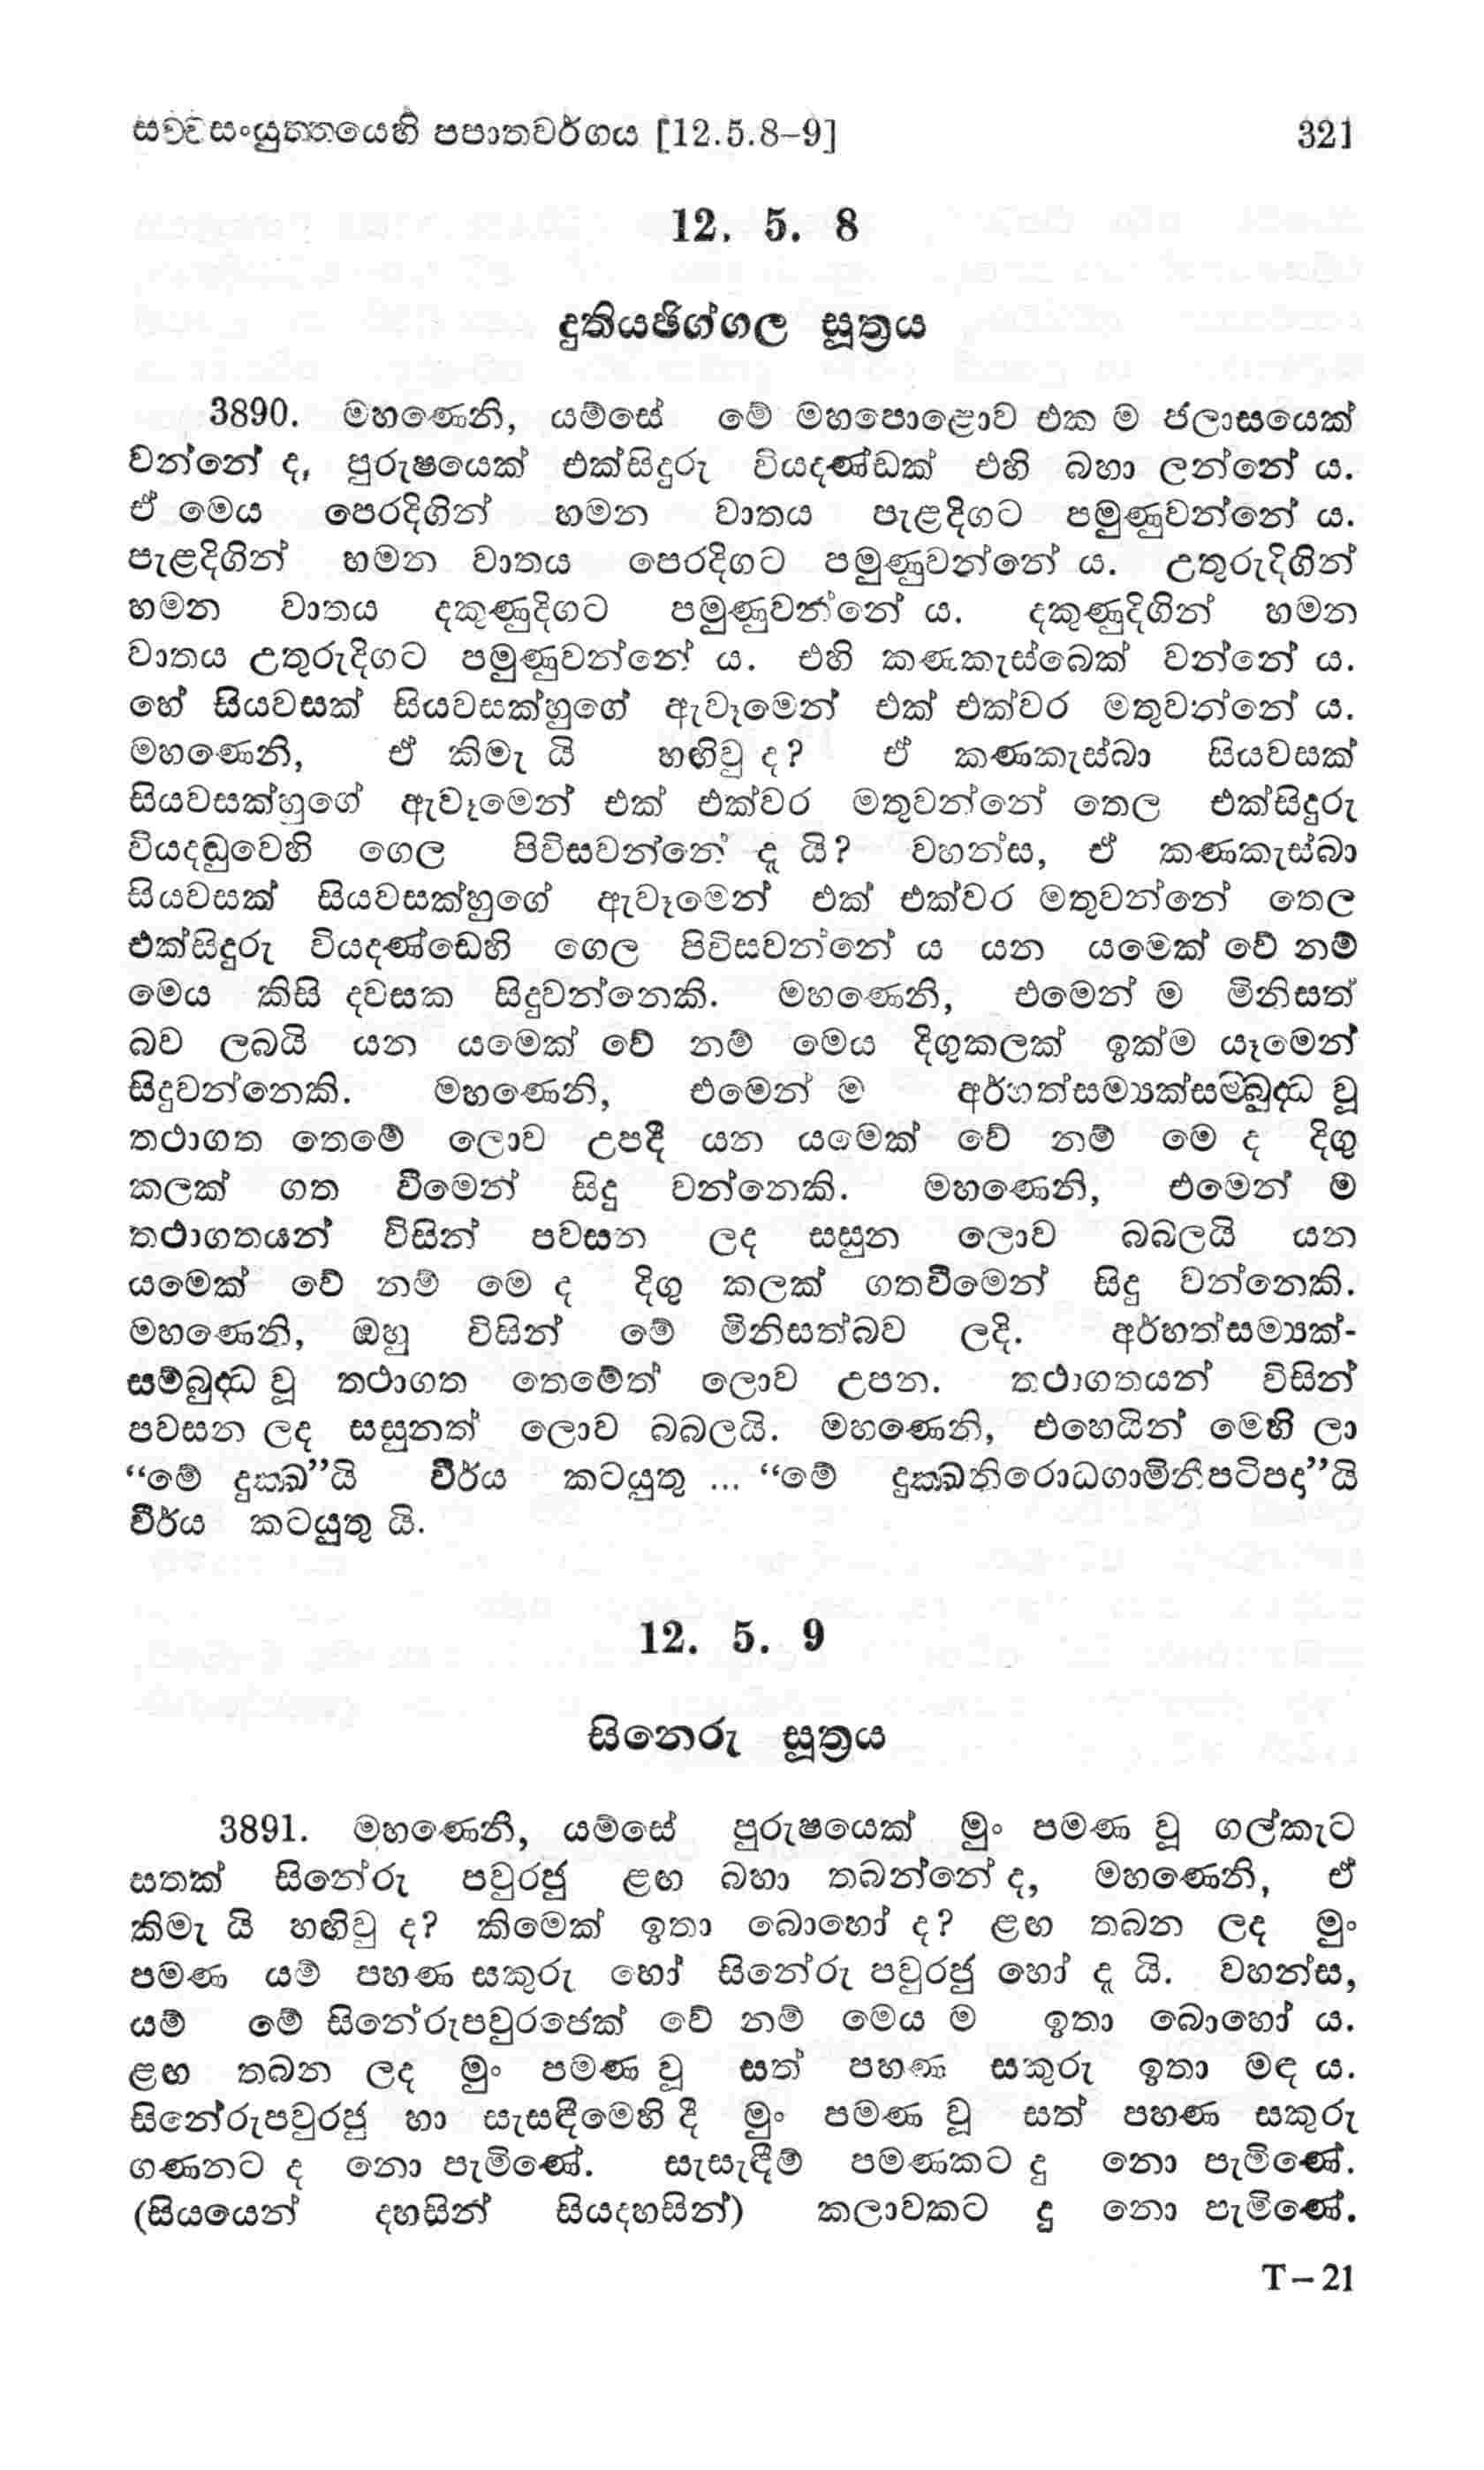 සච්චසංයුත්තයෙහි පපාතවර්ගය [12.5.8-9] 321
12. 5. 8
දුතියඡිග්ගල සූත්‍රය
3890. මහණෙනි, යම්සේ මේ මහපොළොව එක ම ජලාසයෙක්
වන්නේ ද, පුරුෂයෙක් එක්සිදුරු වියදණ්ඩක් එහි බහා ලන්නේ ය.
ඒ මෙය පෙරදිගින් හමන වාතය පැළදිගට පමුණුවන්නේ ය.
පැළදිගින් හමන වාතය පෙරදිගට පමුණුවන්නේ ය. උතුරුදිගින්
හමන වාතය දකුණුදිගට පමුණුවන්නේ ය. දකුණුදිගින් හමන
වාතය උතුරුදිගට පමුණුවන්නේ ය. එහි කණකැස්බෙක් වන්නේ ය.
හේ සියවසක් සියවසක්හුගේ ඇවෑමෙන් එක් එක්වර මතුවන්නේ ය.
මහණෙනි, ඒ කිමැ යි හඟිවු ද? ඒ කණකැස්බා සියවසක්
සියවසක්හුගේ ඇවෑමෙන් එක් එක්වර මතුවන්නේ තෙල එක්සිදුරු
වියදඬුවෙහි ගෙල පිවිසවන්නේ දූ යි? වහන්ස, ඒ කණකැස්බා
සියවසක් සියවසක්හුගේ ඇවෑමෙන් එක් එක්වර මතුවන්නේ තෙල
එක්සිදුරු වියදණ්ඩෙහි ගෙල පිවිසවන්නේ ය යන යමෙක් වේ නම්
මෙය කිසි දවසක සිදුවන්නෙකි. මහණෙනි, එමෙන් ම මිනිසත්
බව ලබයි යන යමෙක් වේ නම් මෙය දිගුකලක් ඉක්ම යෑමෙන්
සිදුවන්නෙකි. මහණෙනි, එමෙන් ම අර්හත්සම්‍යක්සම්බුද්ධ වූ
තථාගත තෙමේ ලොව උපදී යන යමෙක් වේ නම් මෙ ද දිගු
කලක් ගත වීමෙන් සිදු වන්නෙකි. මහණෙනි, එමෙන් ම
තථාගතයන් විසින් පවසන ලද සසුන ලොව බබලයි යන
යමෙක් වේ නම් මෙ ද දිගු කලක් ගතවීමෙන් සිදු වන්නෙකි.
මහණෙනි, ඔහු විසින් මේ මිනිසත්බව ලදි. අර්හත්සම්‍යක්-
සම්බුද්ධ වූ තථාගත තෙමේත් ලොව උපන. තථාගතයන් විසින්
පවසන ලද සසුනත් ලොව බබලයි. මහණෙනි, එහෙයින් මෙහි ලා
“මේ දුක්ඛ”යි වීර්ය කටයුතු ... “මේ දුක්ඛනිරොධගාමිනීපටිපදා”යි
වීර්ය කටයුතු යි.
12. 5. 9
සිනෙරු සූත්‍රය
3891. මහණෙනි, යම්සේ පුරුෂයෙක් මුං පමණ වූ ගල්කැට
සතක් සිනේරු පවුරජු ළඟ බහා තබන්නේ ද, මහණෙනි, ඒ
කිමැ යි හඟිවු ද? කිමෙක් ඉතා බොහෝ ද? ළඟ තබන ලද මුං
පමණ යම් පහණ සකුරු හෝ සිනේරු පවුරජු හෝ දූ යි. වහන්ස,
යම් මේ සිනේරුපවුරජෙක් වේ නම් මෙය ම ඉතා බොහෝ ය.
ළඟ තබන ලද මුං පමණ වූ සත් පහණ සකුරු ඉතා මඳ ය.
සිනේරුපවුරජු හා සැසඳීමෙහි දී මුං පමණ වූ සත් පහණ සකුරු
ගණනට ද නො පැමිණේ. සැසැඳීම් පමණකට දු නො පැමිණේ.
(සියයෙන් දහසින් සියදහසින්) කලාවකට දු නො පැමිණේ.
T-21